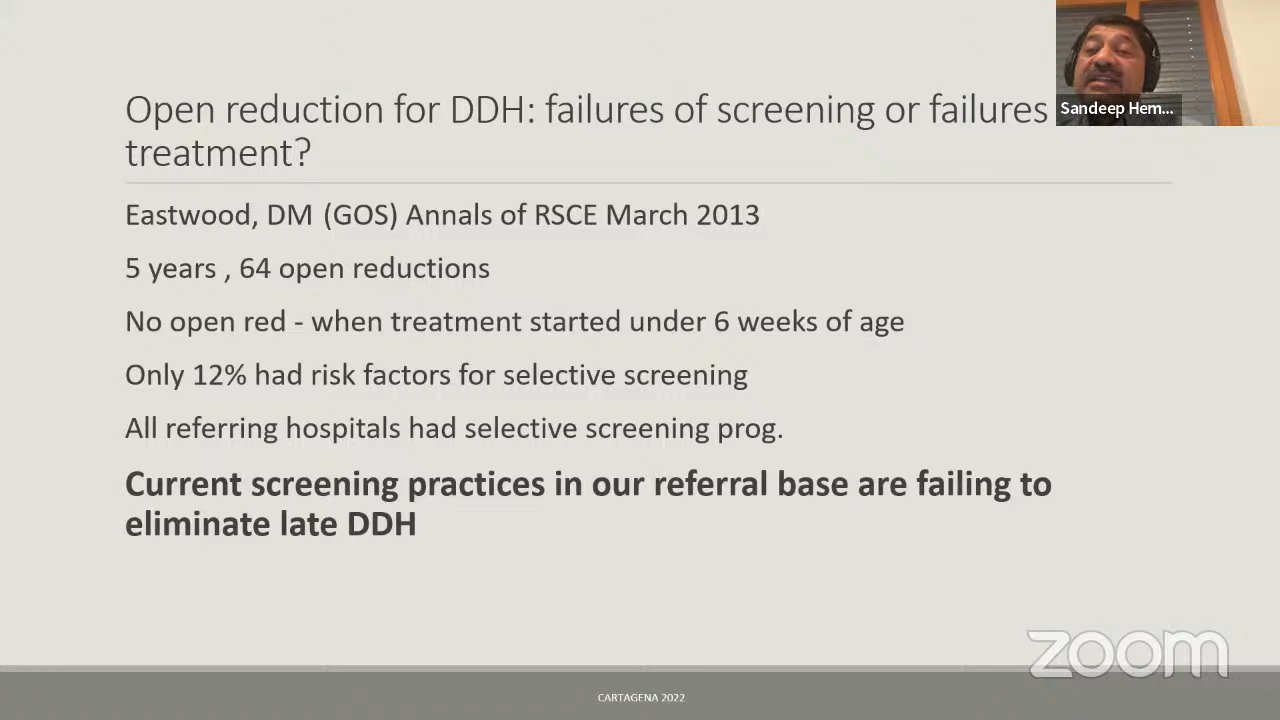 Open reduction for DDH: failures of screening or failures
treatment?
Sandeep Hem...
Eastwood, DM (GOS) Annals of RSCE March 2013
5 years , 64 open reductions
No open red - when treatment started under 6 weeks of age
Only 12% had risk factors for selective screening
All referring hospitals had selective screening prog.
Current screening practices in our referral base are failing to
eliminate late DDH
zoom
CARTAGENA 2022